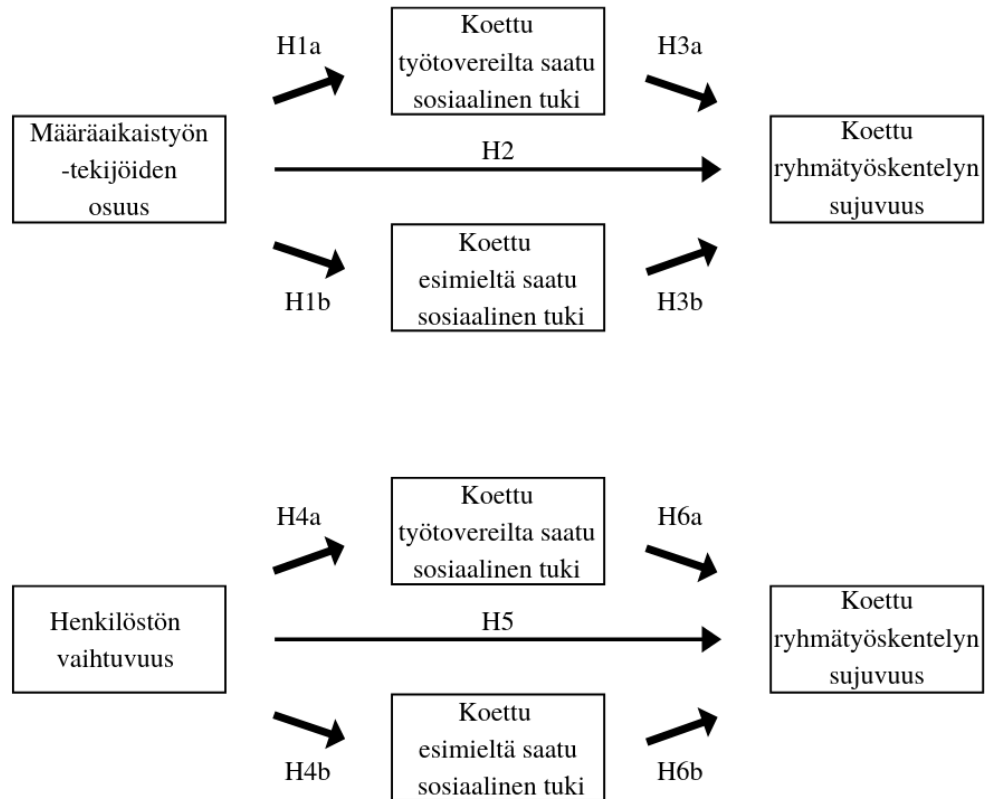 H1a
Koettu
työtovereilta saatu
sosiaalinen tuki
H3a
Määräaikaistyön
-tekijöiden
osuus
H2
Koettu
ryhmätyöskentelyn
sujuvuus
H1b
Koettu
esimieltä saatu
sosiaalinen tuki
H3b
H4a
Koettu
työtovereilta saatu
sosiaalinen tuki
H6a
Henkilöstön
vaihtuvuus
H5
Koettu
ryhmätyöskentelyn
sujuvuus
H4b
Koettu
esimieltä saatu
sosiaalinen tuki
H6b